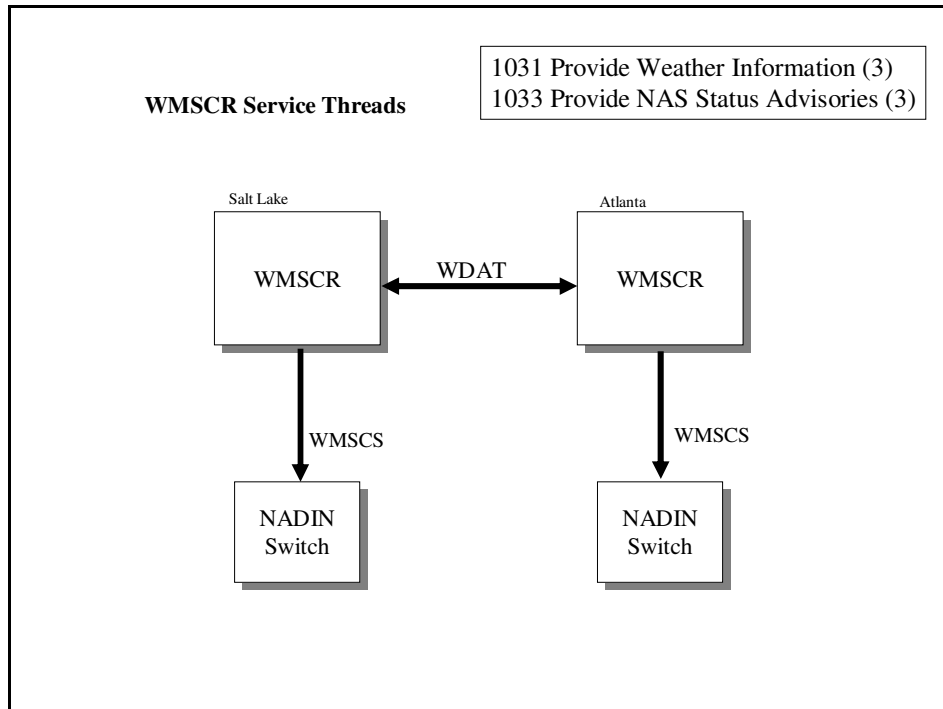 1031 Provide Weather Information (3)
1033 Provide NAS Status Advisories (3)
WMSCR Service Threads
Salt Lake
Atlanta
WMSCR
WDAT
WMSCR
WMSCS
WMSCS
NADIN
Switch
NADIN
Switch